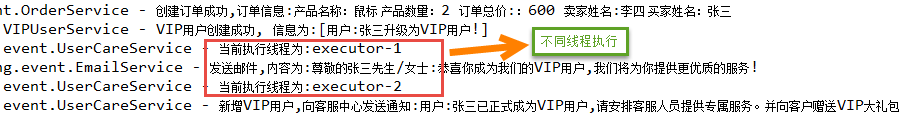 nt.OrderService - 创建订单成功,订单信息:产品名称: 鼠标 产品数量: 2 订单总价:: 600 卖家姓名:李四 买家姓名: 张三
VIPUserService - VIP用户创建成功, 信息为:[用户:张三升级为VIP用户!]
event.UserCareService - 当前执行线程为:executor-1
不同线程执行
ng.event.EmailService - 发送邮件,内容为:尊敬的张三先生/女士:恭喜你成为我们的VIP用户,我们将为你提供更优质的服务!
event.UserCareService - 当前执行线程为:executor-2
event.UserCareService - 新增VIP用户,向客服中心发送通知:用户:张三已正式成为VIP用户,请安排客服人员提供专属服务。并向客户赠送VIP大礼包